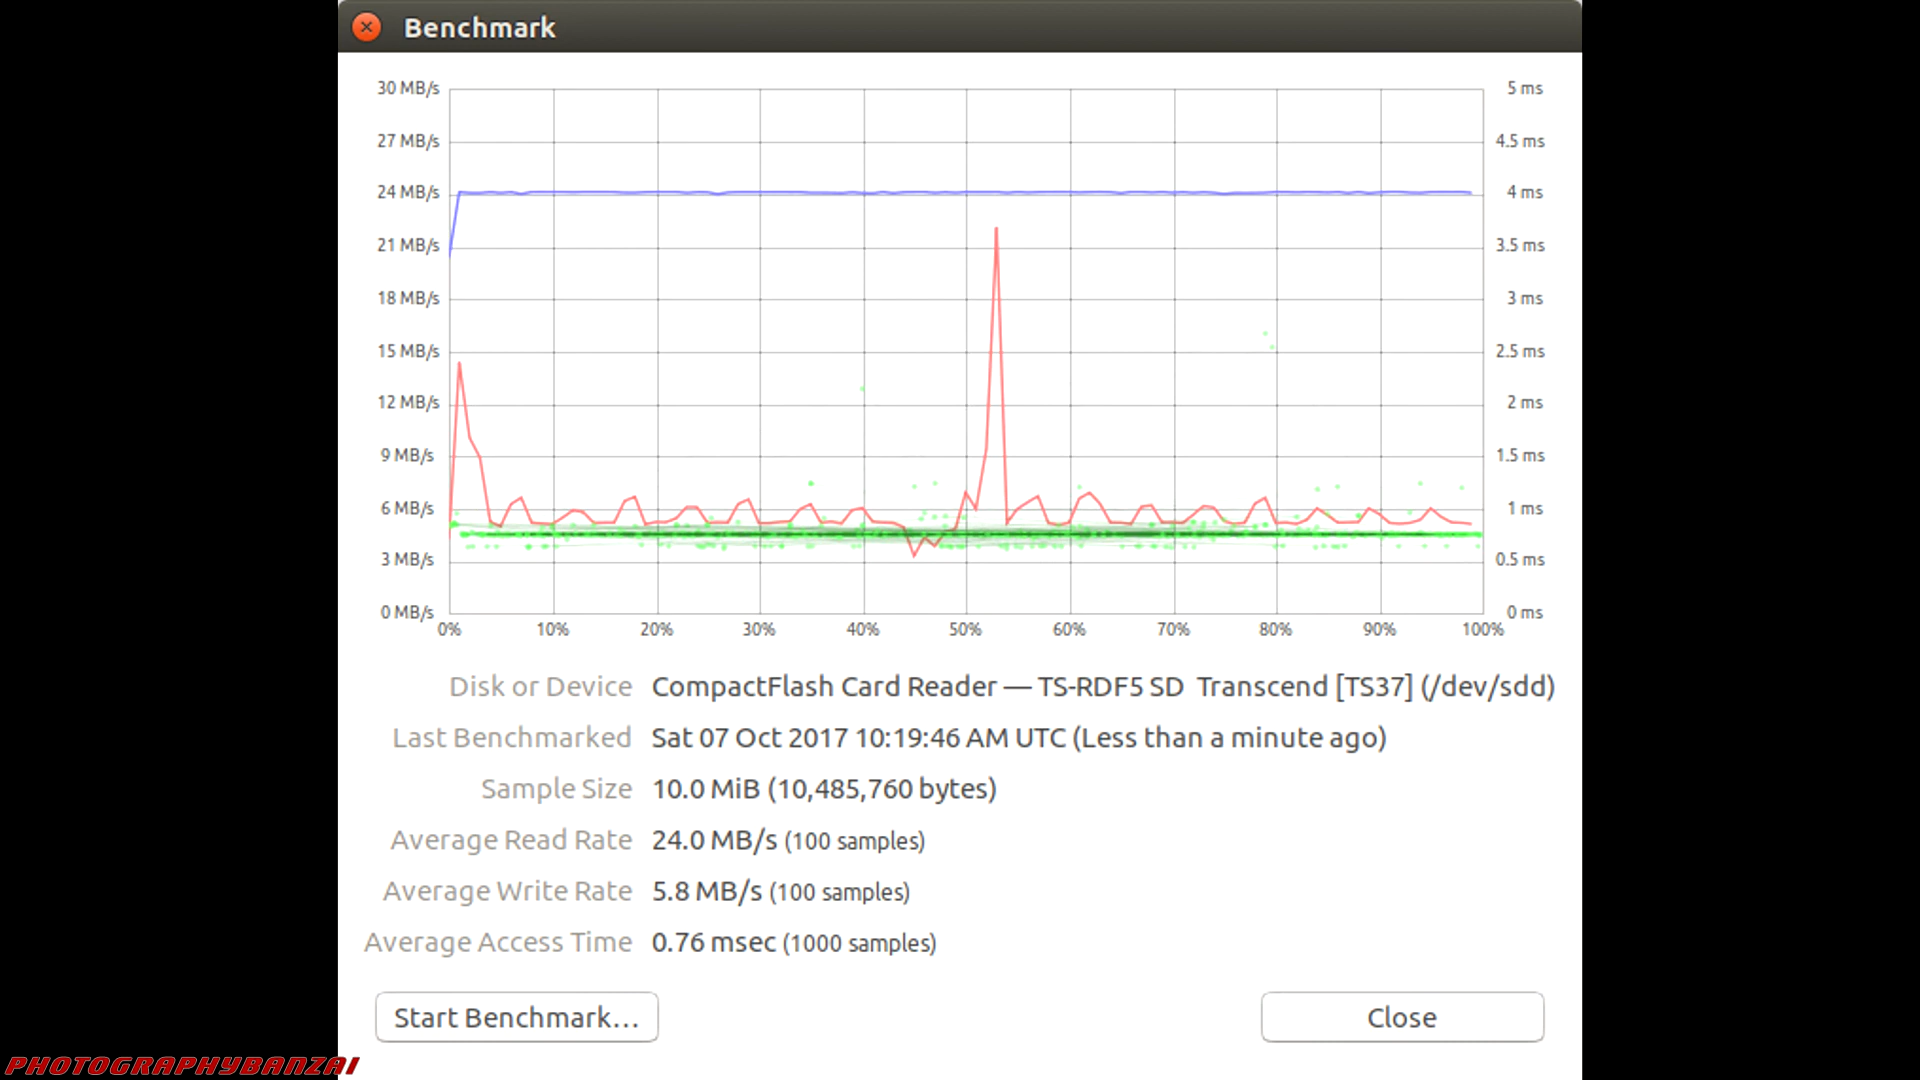 Benchmark
30 MB/s 5 ms
27 MB/s 4.5 ms
24 MB/s 4 ms
21 MB/s 3.5 ms
18 MB/s 3 ms
15 MB/s 2.5 ms
12 MB/s 2 ms
9 MB/s 1.5 ms
6 MB/s 1 ms
3 MB/s 0.5 ms
0 MB/s 0 ms
0% 10% 20% 30% 40% 50% 60% 70% 80% 90% 100%
Disk or Device CompactFlash Card Reader — TS-RDF5 SD Transcend [TS37] (/dev/sdd)
Last Benchmarked Sat 07 Oct 2017 10:19:46 AM UTC (Less than a minute ago)
Sample Size 10.0 MiB (10,485,760 bytes)
Average Read Rate 24.0 MB/s (100 samples)
Average Write Rate 5.8 MB/s (100 samples)
Average Access Time 0.76 msec (1000 samples)
Start Benchmark... Close
PHOTOGRAPHYBANZAI